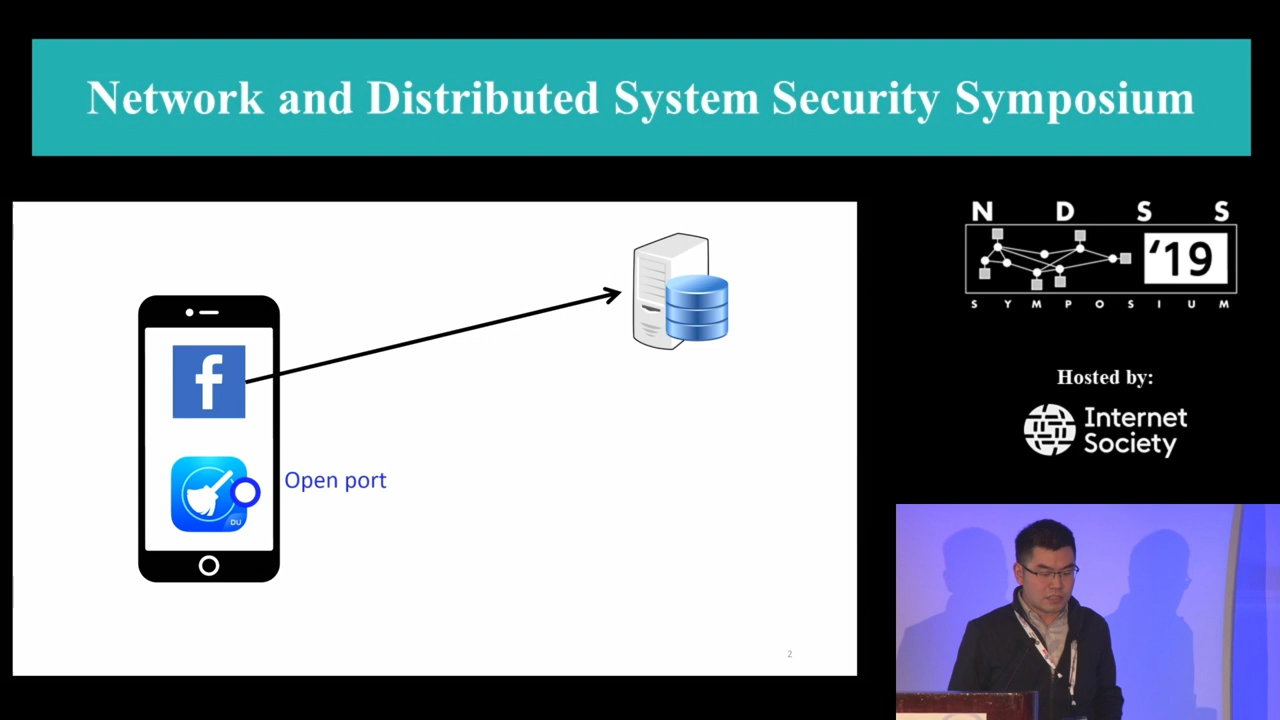 Network and Distributed System Security Symposium
N D S S
'19
S Y M P O S I U M
Hosted by:
Internet
Society
f
Open port
DU
2